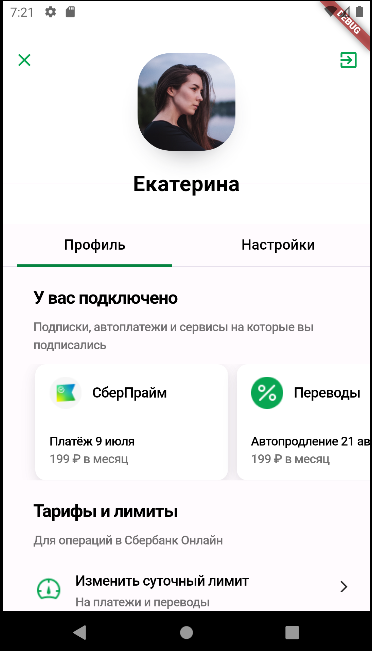 7:21
DEBUG
Екатерина
Профиль
Настройки
У вас подключено
Подписки, автоплатежи и сервисы на которые вы
подписались
СберПрайм
Платёж 9 июля
199 ₽ в месяц
Переводы
Автопродление 21 ав
199 ₽ в месяц
Тарифы и лимиты
Для операций в Сбербанк Онлайн
Изменить суточный лимит
На платежи и переводы